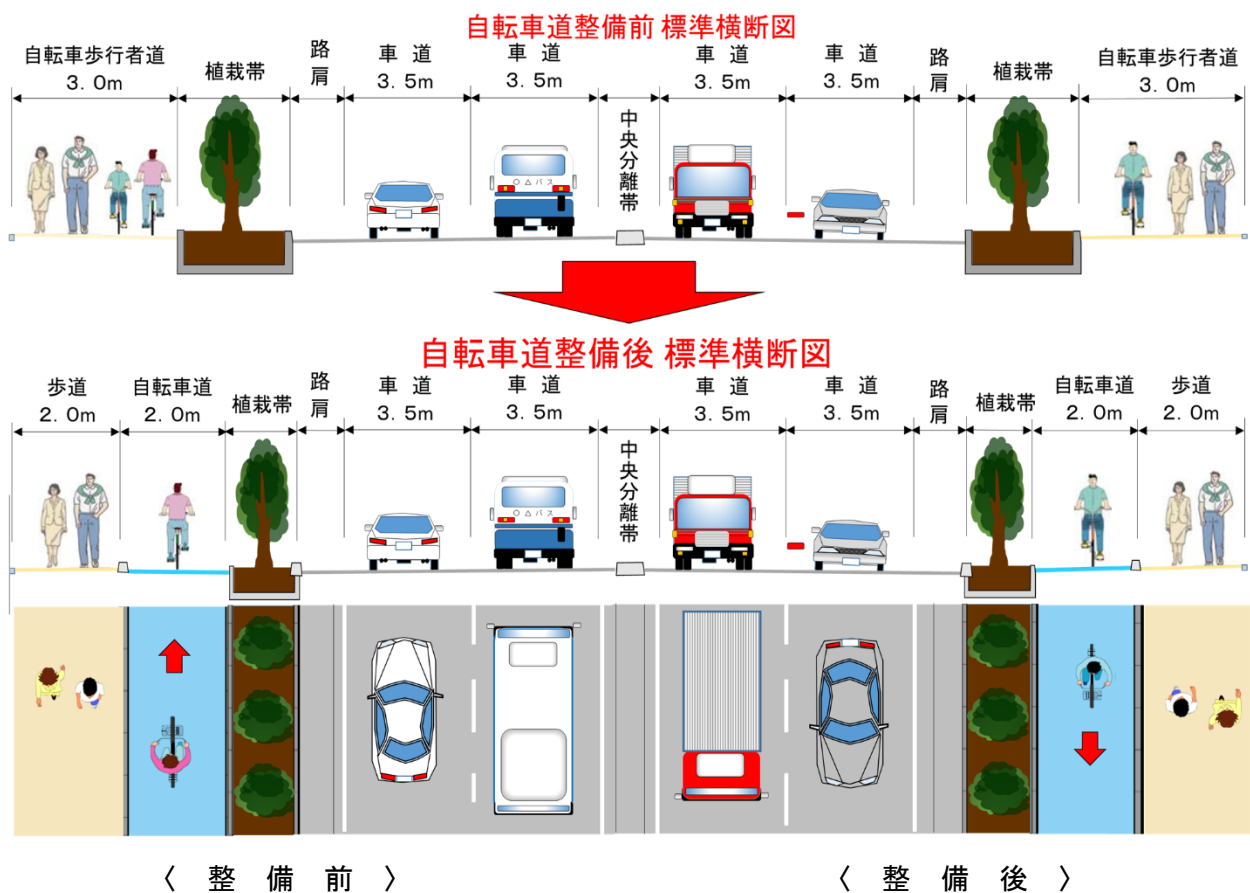 自転車道整備前 標準横断図
自転車歩行者道
3.0m
植栽帯
路肩
車 道
3.5m
車 道
3.5m
中央分離帯
車 道
3.5m
車 道
3.5m
路肩
植栽帯
自転車歩行者道
3.0m
○△バス
自転車道整備後 標準横断図
歩道
2.0m
自転車道
2.0m
植栽帯
路肩
車 道
3.5m
車 道
3.5m
中央分離帯
車 道
3.5m
車 道
3.5m
路肩
植栽帯
自転車道
2.0m
歩道
2.0m
○△バス
〈 整 備 前 〉
〈 整 備 後 〉